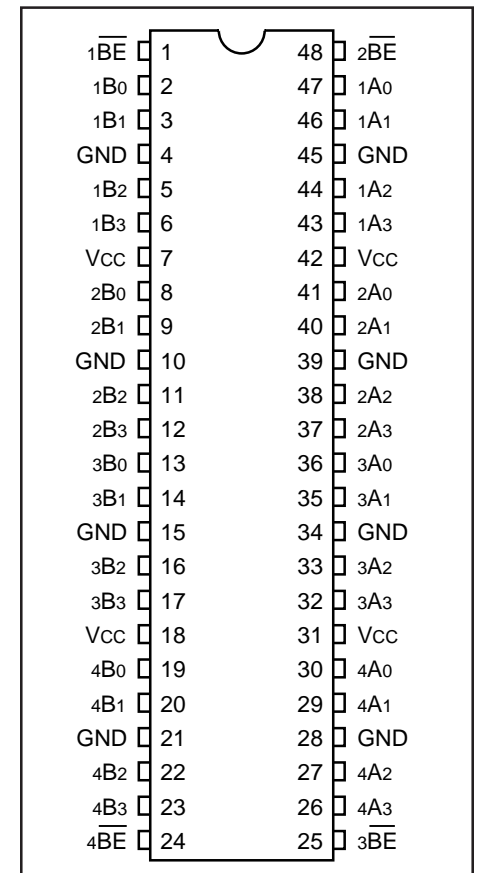 1B̅E̅ 1 48 2B̅E̅
1B0 2 47 1A0
1B1 3 46 1A1
GND 4 45 GND
1B2 5 44 1A2
1B3 6 43 1A3
VCC 7 42 VCC
2B0 8 41 2A0
2B1 9 40 2A1
GND 10 39 GND
2B2 11 38 2A2
2B3 12 37 2A3
3B0 13 36 3A0
3B1 14 35 3A1
GND 15 34 GND
3B2 16 33 3A2
3B3 17 32 3A3
VCC 18 31 VCC
4B0 19 30 4A0
4B1 20 29 4A1
GND 21 28 GND
4B2 22 27 4A2
4B3 23 26 4A3
4B̅E̅ 24 25 3B̅E̅